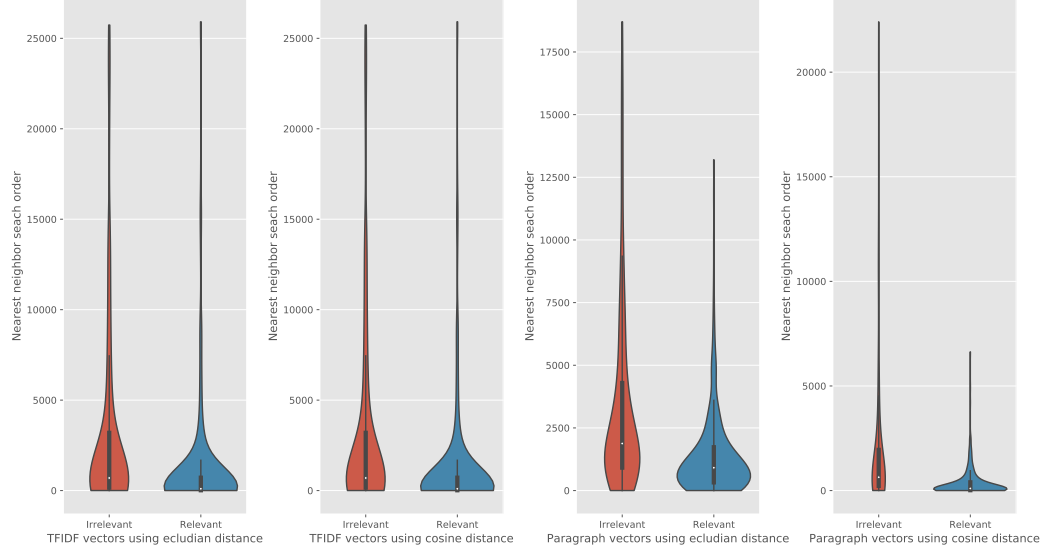 Nearest neighbor seach order
25000
20000
15000
10000
5000
0
Irrelevant Relevant
TFIDF vectors using ecludian distance
Nearest neighbor seach order
25000
20000
15000
10000
5000
0
Irrelevant Relevant
TFIDF vectors using cosine distance
Nearest neighbor seach order
17500
15000
12500
10000
7500
5000
2500
0
Irrelevant Relevant
Paragraph vectors using ecludian distance
Nearest neighbor seach order
20000
15000
10000
5000
0
Irrelevant Relevant
Paragraph vectors using cosine distance